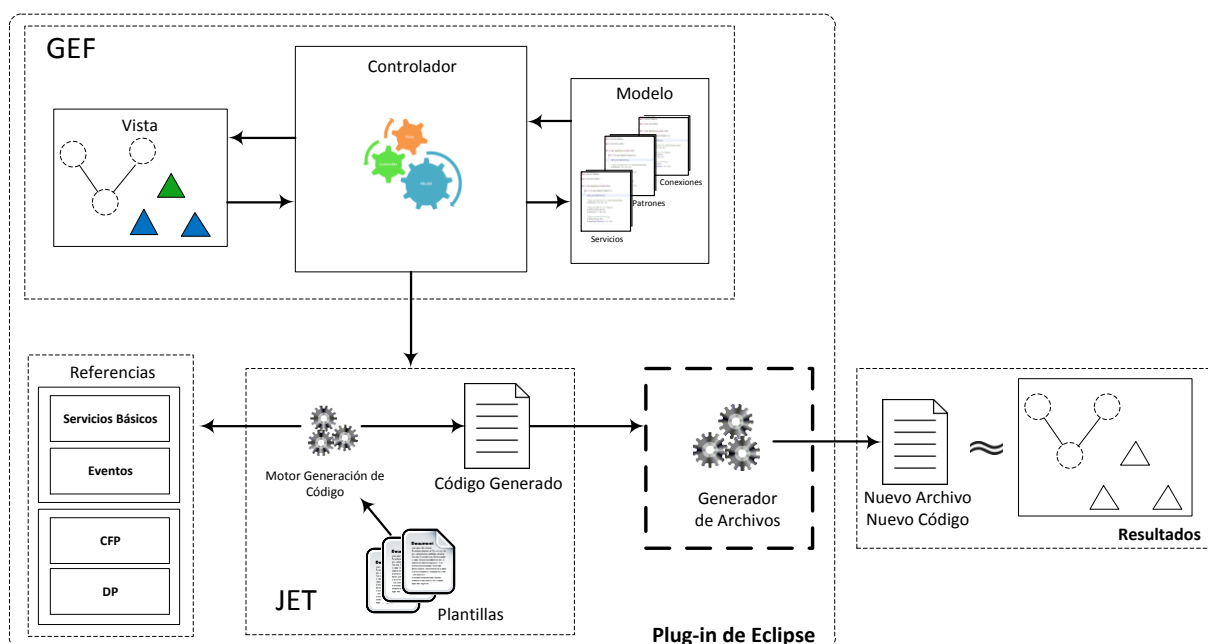 GEF
Controlador
Modelo
Vista
Conexiones
Patrones
Servicios
Referencias
Servicios Básicos
Eventos
CFP
DP
Motor Generación de
Código
Código Generado
Plantillas
JET
Generador
de Archivos
Plug-in de Eclipse
Nuevo Archivo
Nuevo Código
≈
Resultados